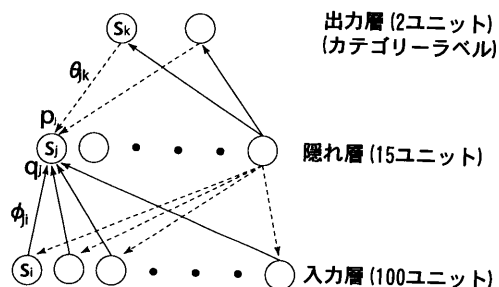 Sk
出力層 (2ユニット)
(カテゴリーラベル)
θjk
pj
Sj
隠れ層 (15ユニット)
qj
ϕji
Si
入力層 (100ユニット)